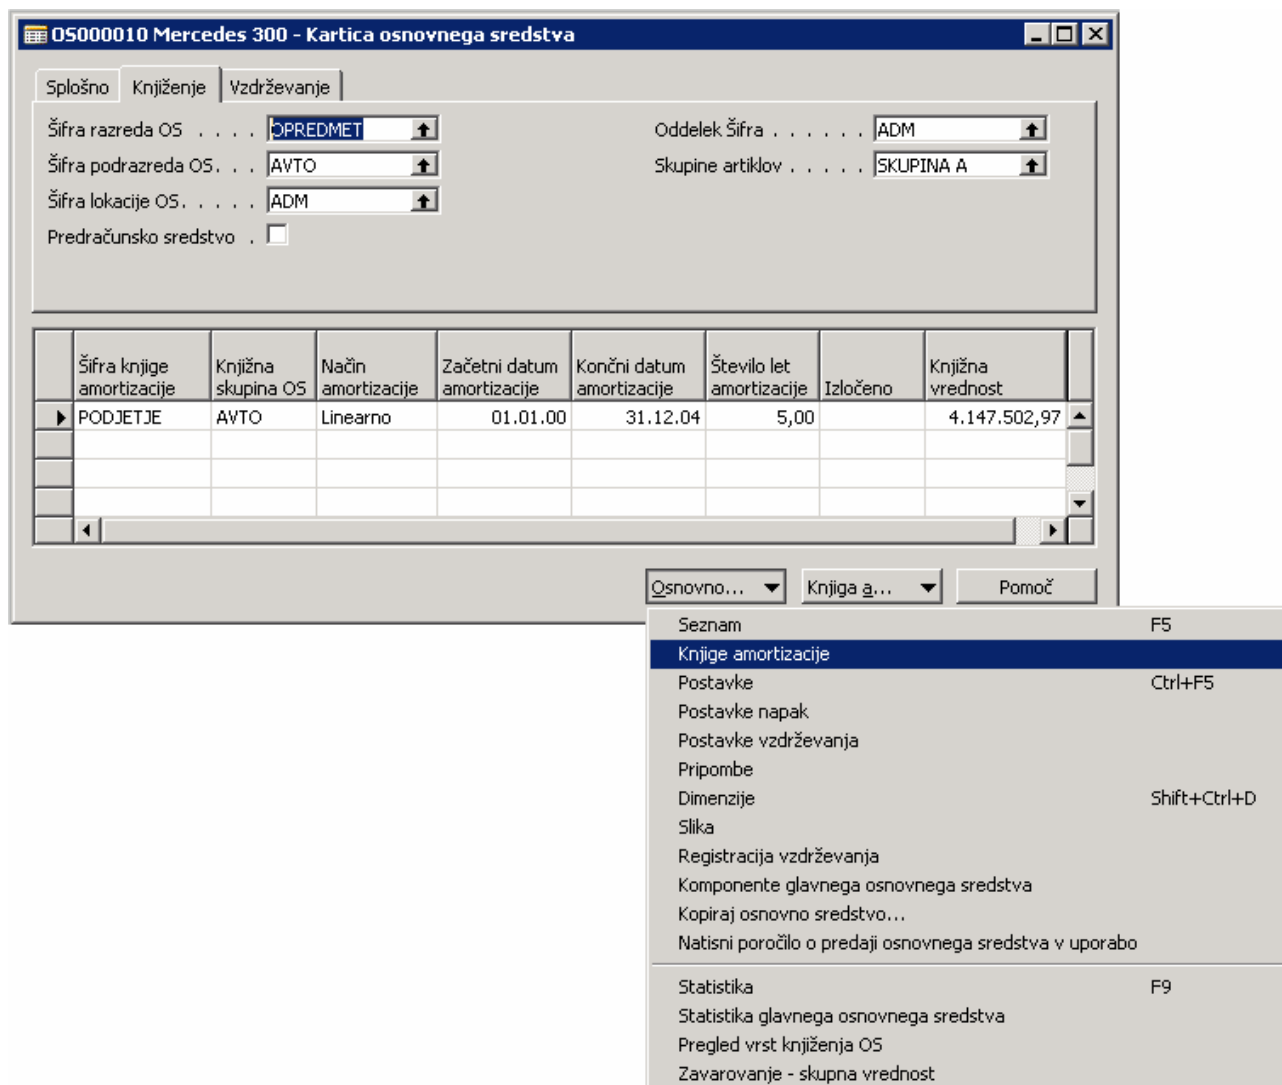 OS000010 Mercedes 300 - Kartica osnovnega sredstva
Splošno Knjiženje Vzdrževanje
Šifra razreda OS . . . . OPREDMET
Oddelek Šifra . . . . . . ADM
Šifra podrazreda OS. . . AVTO
Skupine artiklov . . . . . SKUPINA A
Šifra lokacije OS. . . . . ADM
Predračunsko sredstvo .
Šifra knjige amortizacije Knjižna skupina OS Način amortizacije Začetni datum amortizacije Končni datum amortizacije Število let amortizacije Izločeno Knjižna vrednost
PODJETJE AVTO Linearno 01.01.00 31.12.04 5,00 4.147.502,97
Osnovno... Knjiga a... Pomoč
Seznam F5
Knjige amortizacije
Postavke Ctrl+F5
Postavke napak
Postavke vzdrževanja
Pripombe
Dimenzije Shift+Ctrl+D
Slika
Registracija vzdrževanja
Komponente glavnega osnovnega sredstva
Kopiraj osnovno sredstvo...
Natisni poročilo o predaji osnovnega sredstva v uporabo
Statistika F9
Statistika glavnega osnovnega sredstva
Pregled vrst knjiženja OS
Zavarovanje - skupna vrednost